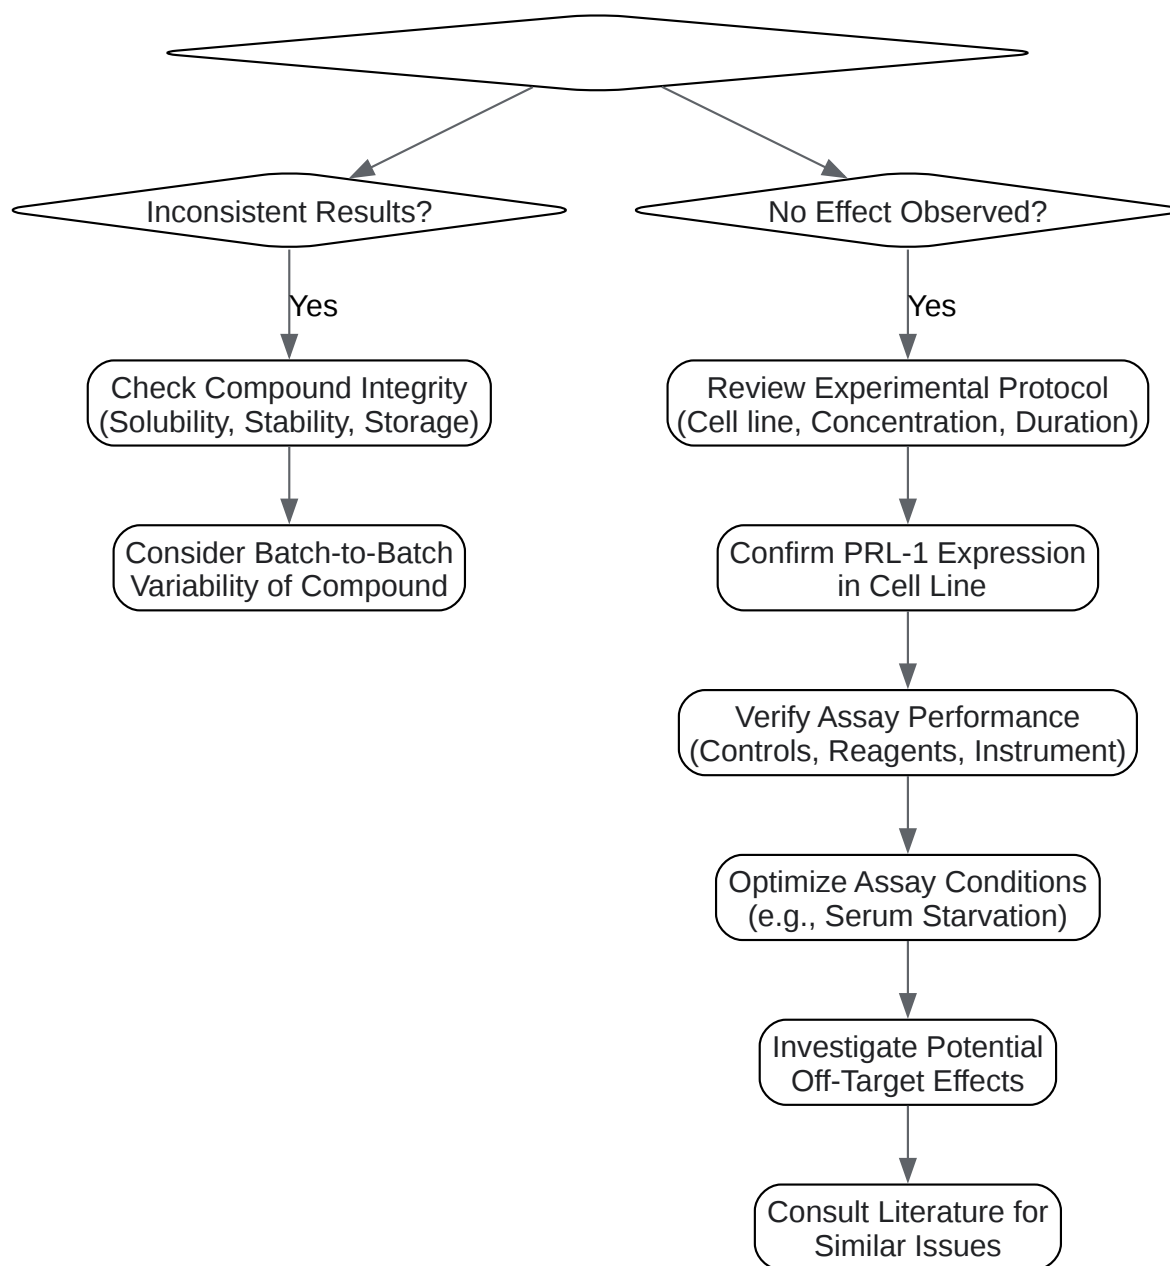 Inconsistent Results?
No Effect Observed?
Yes
Yes
Check Compound Integrity
(Solubility, Stability, Storage)
Review Experimental Protocol
(Cell line, Concentration, Duration)
Consider Batch-to-Batch
Variability of Compound
Confirm PRL-1 Expression
in Cell Line
Verify Assay Performance
(Controls, Reagents, Instrument)
Optimize Assay Conditions
(e.g., Serum Starvation)
Investigate Potential
Off-Target Effects
Consult Literature for
Similar Issues